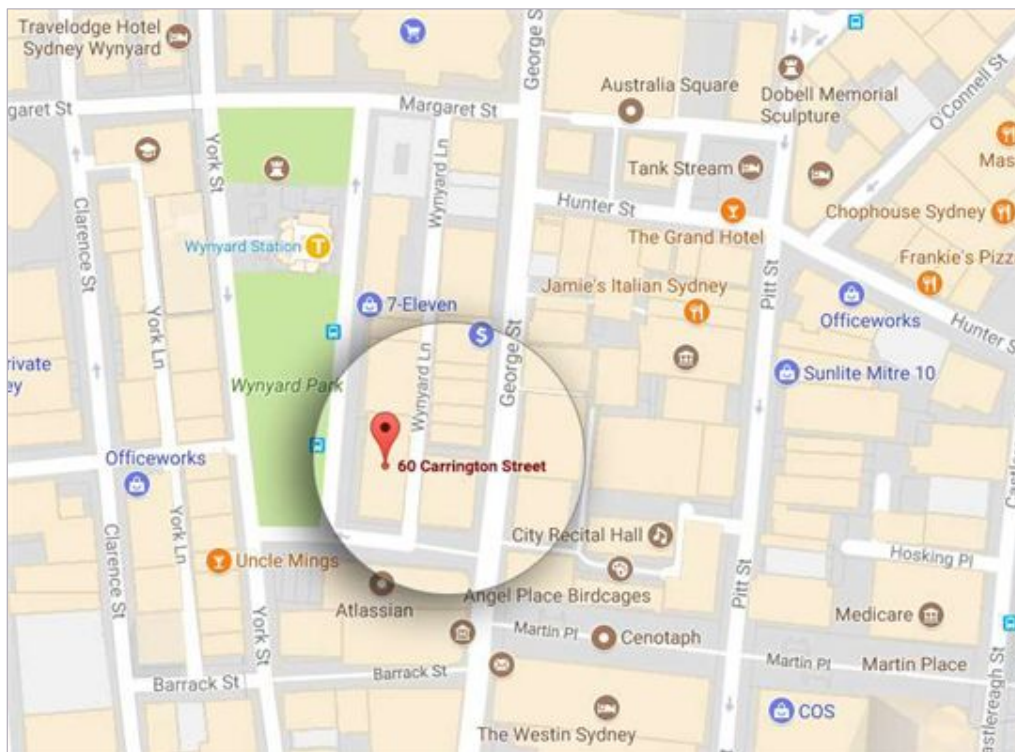 Travelodge Hotel
Sydney Wynyard
George S
Australia Square
Dobell Memorial
Sculpture
O'Connell St
garet St
Margaret St
Mas
York St
Wynyard Ln
Tank Stream
Hunter St
Chophouse Sydney
The Grand Hotel
Clarence St
Wynyard Station
T
Frankie's Pizz
Pitt St
Jamie's Italian Sydney
7-Eleven
Officeworks
Hunter S
York Ln
$
George St
rivate
ey
Wynyard Park
Wynyard Ln
Sunlite Mitre 10
Officeworks
60 Carrington Street
Castle
York Ln
City Recital Hall
Clarence St
Uncle Mings
Hosking Pl
Atlassian
Angel Place Birdcages
Pitt St
York St
Medicare
Martin Pl
Cenotaph
Martin Pl
Martin Place
Barrack St
astlereagh St
The Westin Sydney
COS